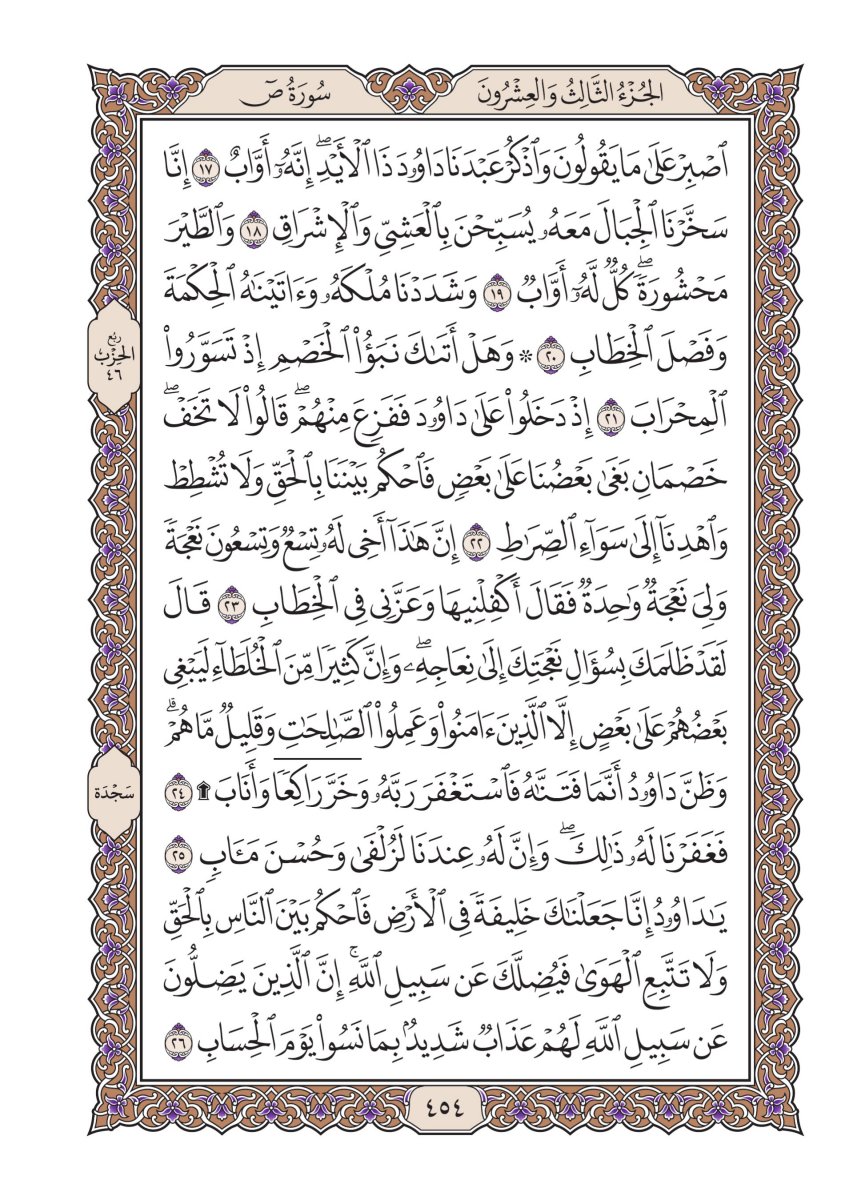 الجُزْءُ الثَّالِثُ وَالعِشْرُونَ
سُورَةُ صٓ
ٱصۡبِرۡ عَلَىٰ مَا يَقُولُونَ وَٱذۡكُرۡ عَبۡدَنَا دَاوُۥدَ ذَا ٱلۡأَيۡدِۖ إِنَّهُۥٓ أَوَّابٌ ١٧ إِنَّا
سَخَّرۡنَا ٱلۡجِبَالَ مَعَهُۥ يُسَبِّحۡنَ بِٱلۡعَشِيِّ وَٱلۡإِشۡرَاقِ ١٨ وَٱلطَّيۡرَ
مَحۡشُورَةٗۖ كُلّٞ لَّهُۥٓ أَوَّابٞ ١٩ وَشَدَدۡنَا مُلۡكَهُۥ وَءَاتَيۡنَٰهُ ٱلۡحِكۡمَةَ
وَفَصۡلَ ٱلۡخِطَابِ ٢٠ ۞ وَهَلۡ أَتَىٰكَ نَبَؤُاْ ٱلۡخَصۡمِ إِذۡ تَسَوَّرُواْ
ٱلۡمِحۡرَابَ ٢١ إِذۡ دَخَلُواْ عَلَىٰ دَاوُۥدَ فَفَزِعَ مِنۡهُمۡۖ قَالُواْ لَا تَخَفۡۖ
خَصۡمَانِ بَغَىٰ بَعۡضُنَا عَلَىٰ بَعۡضٖ فَٱحۡكُم بَيۡنَنَا بِٱلۡحَقِّ وَلَا تُشۡطِطۡ
وَٱهۡدِنَآ إِلَىٰ سَوَآءِ ٱلصِّرَٰطِ ٢٢ إِنَّ هَٰذَآ أَخِي لَهُۥ تِسۡعٞ وَتِسۡعُونَ نَعۡجَةٗ
وَلِيَ نَعۡجَةٞ وَٰحِدَةٞ فَقَالَ أَكۡفِلۡنِيهَا وَعَزَّنِي فِي ٱلۡخِطَابِ ٢٣ قَالَ
لَقَدۡ ظَلَمَكَ بِسُؤَالِ نَعۡجَتِكَ إِلَىٰ نِعَاجِهِۦۖ وَإِنَّ كَثِيرٗا مِّنَ ٱلۡخُلَطَآءِ لَيَبۡغِي
بَعۡضُهُمۡ عَلَىٰ بَعۡضٍ إِلَّا ٱلَّذِينَ ءَامَنُواْ وَعَمِلُواْ ٱلصَّٰلِحَٰتِ وَقَلِيلٞ مَّا هُمۡۗ
وَظَنَّ دَاوُۥدُ أَنَّمَا فَتَنَّٰهُ فَٱسۡتَغۡفَرَ رَبَّهُۥ وَخَرَّۤ رَاكِعٗاۤ وَأَنَابَ۩ ٢٤
فَغَفَرۡنَا لَهُۥ ذَٰلِكَۖ وَإِنَّ لَهُۥ عِندَنَا لَزُلۡفَىٰ وَحُسۡنَ مَـَٔابٖ ٢٥
يَٰدَاوُۥدُ إِنَّا جَعَلۡنَٰكَ خَلِيفَةٗ فِي ٱلۡأَرۡضِ فَٱحۡكُم بَيۡنَ ٱلنَّاسِ بِٱلۡحَقِّ
وَلَا تَتَّبِعِ ٱلۡهَوَىٰ فَيُضِلَّكَ عَن سَبِيلِ ٱللَّهِۚ إِنَّ ٱلَّذِينَ يَضِلُّونَ
عَن سَبِيلِ ٱللَّهِ لَهُمۡ عَذَابٞ شَدِيدُۢ بِمَا نَسُواْ يَوۡمَ ٱلۡحِسَابِ ٢٦
رُبُع
الحِزْب
٤٦
سَجْدَة
٤٥٤